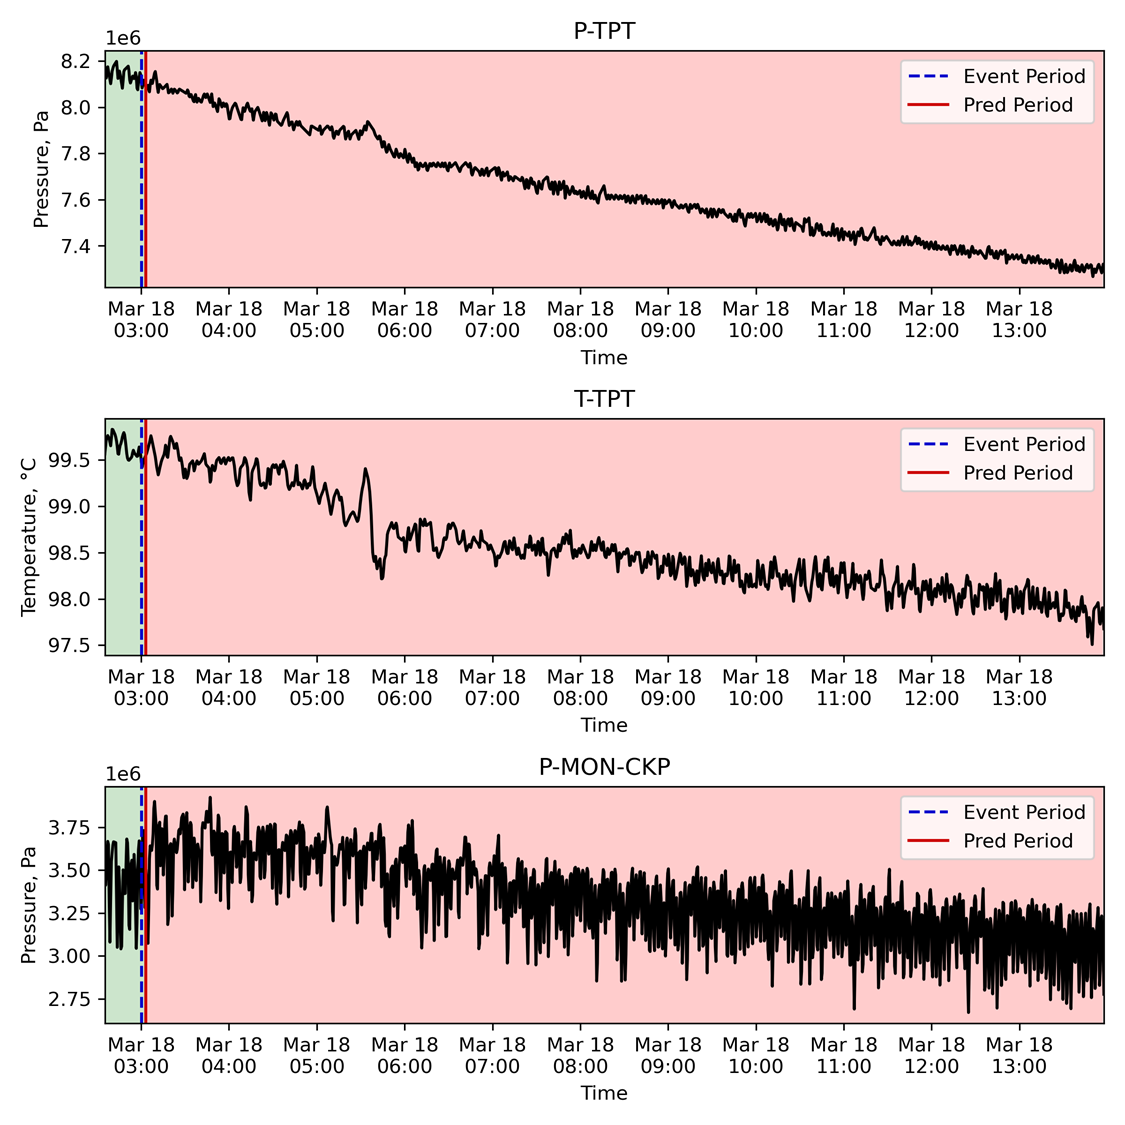 P-TPT
1e6
8.2
8.0
7.8
7.6
7.4
Pressure, Pa
Event Period
Pred Period
Mar 18 Mar 18 Mar 18 Mar 18 Mar 18 Mar 18 Mar 18 Mar 18 Mar 18 Mar 18 Mar 18
03:00 04:00 05:00 06:00 07:00 08:00 09:00 10:00 11:00 12:00 13:00
Time
T-TPT
99.5
99.0
98.5
98.0
97.5
Temperature, °C
Event Period
Pred Period
Mar 18 Mar 18 Mar 18 Mar 18 Mar 18 Mar 18 Mar 18 Mar 18 Mar 18 Mar 18 Mar 18
03:00 04:00 05:00 06:00 07:00 08:00 09:00 10:00 11:00 12:00 13:00
Time
P-MON-CKP
1e6
3.75
3.50
3.25
3.00
2.75
Pressure, Pa
Event Period
Pred Period
Mar 18 Mar 18 Mar 18 Mar 18 Mar 18 Mar 18 Mar 18 Mar 18 Mar 18 Mar 18 Mar 18
03:00 04:00 05:00 06:00 07:00 08:00 09:00 10:00 11:00 12:00 13:00
Time